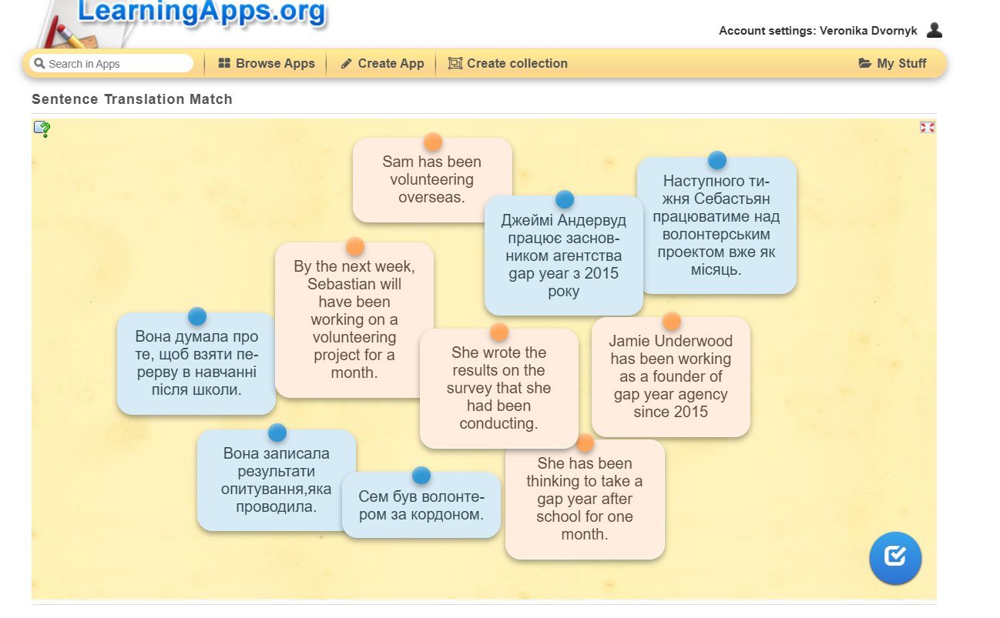 LearningApps.org
Account settings: Veronika Dvornyk
Search in Apps
Browse Apps
Create App
Create collection
My Stuff
Sentence Translation Match
Sam has been
volunteering
overseas.
Наступного ти-
жня Себастьян
працюватиме над
волонтерським
проектом вже як
місяць.
Джеймі Андервуд
працює заснов-
ником агентства
gap year з 2015
року
By the next week,
Sebastian will
have been
working on a
volunteering
project for a
month.
Вона думала про
те, щоб взяти пе-
рерву в навчанні
після школи.
She wrote the
results on the
survey that she
had been
conducting.
Jamie Underwood
has been working
as a founder of
gap year agency
since 2015
Вона записала
результати
опитування,яка
проводила.
Сем був волонте-
ром за кордоном.
She has been
thinking to take a
gap year after
school for one
month.